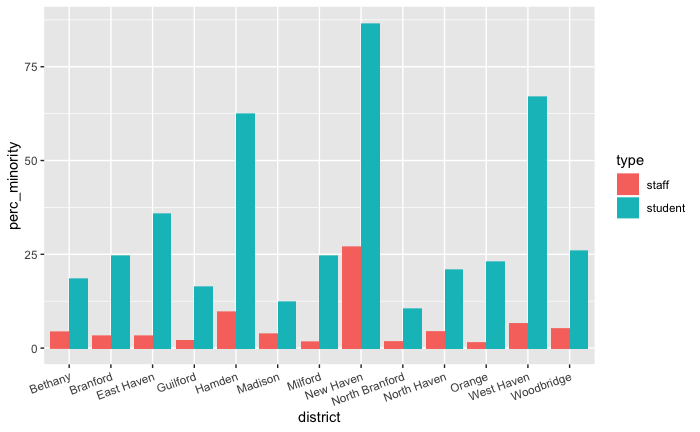 perc_minority
75
50
25
0
Bethany
Branford
East Haven
Guilford
Hamden
Madison
Milford
New Haven
North Branford
North Haven
Orange
West Haven
Woodbridge
district
type
staff
student